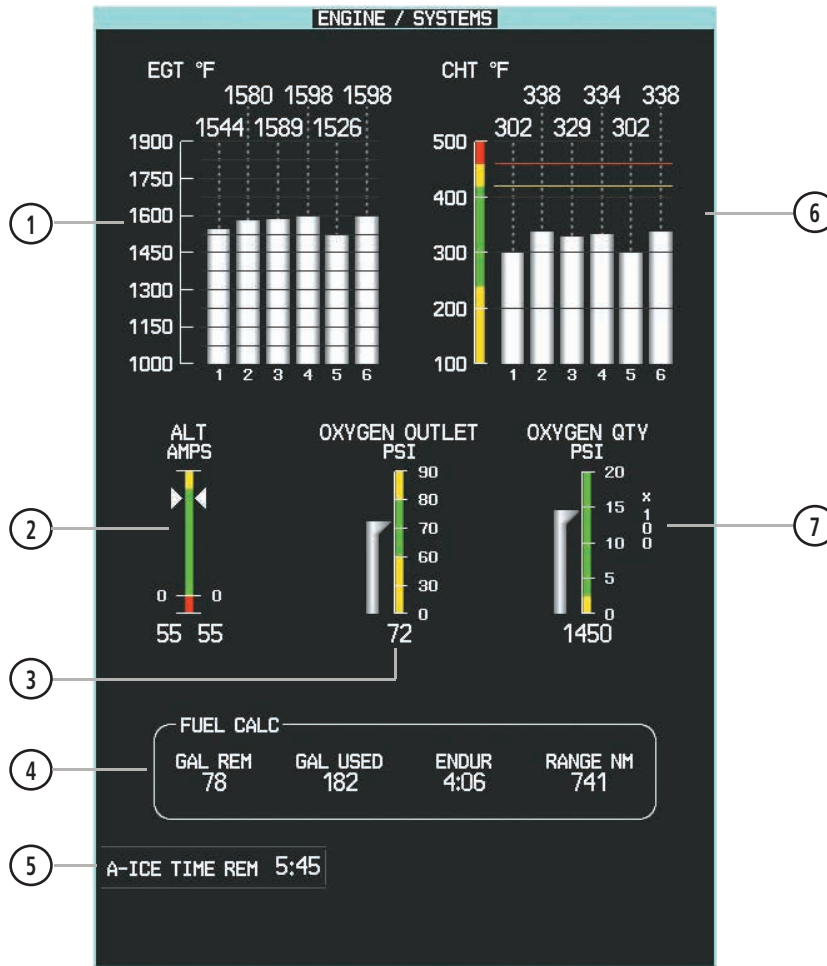 ENGINE / SYSTEMS
EGT °F
1580 1598 1598
1544 1589 1526
1900
1750
1600
1450
1300
1150
1000
1 2 3 4 5 6
CHT °F
338 334 338
302 329 302
500
400
300
200
100
1 2 3 4 5 6
ALT
AMPS
0 0
55 55
OXYGEN OUTLET
PSI
90
80
70
60
30
0
72
OXYGEN QTY
PSI
20
15
10
5
0
x100
1450
FUEL CALC
GAL REM GAL USED ENDUR RANGE NM
78 182 4:06 741
A-ICE TIME REM 5:45
1
2
3
4
5
6
7